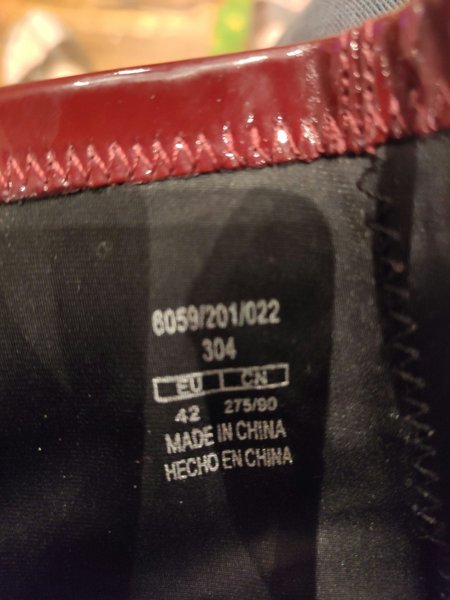 6059/201/022
304
EU CN
42 275/90
MADE IN CHINA
HECHO EN CHINA